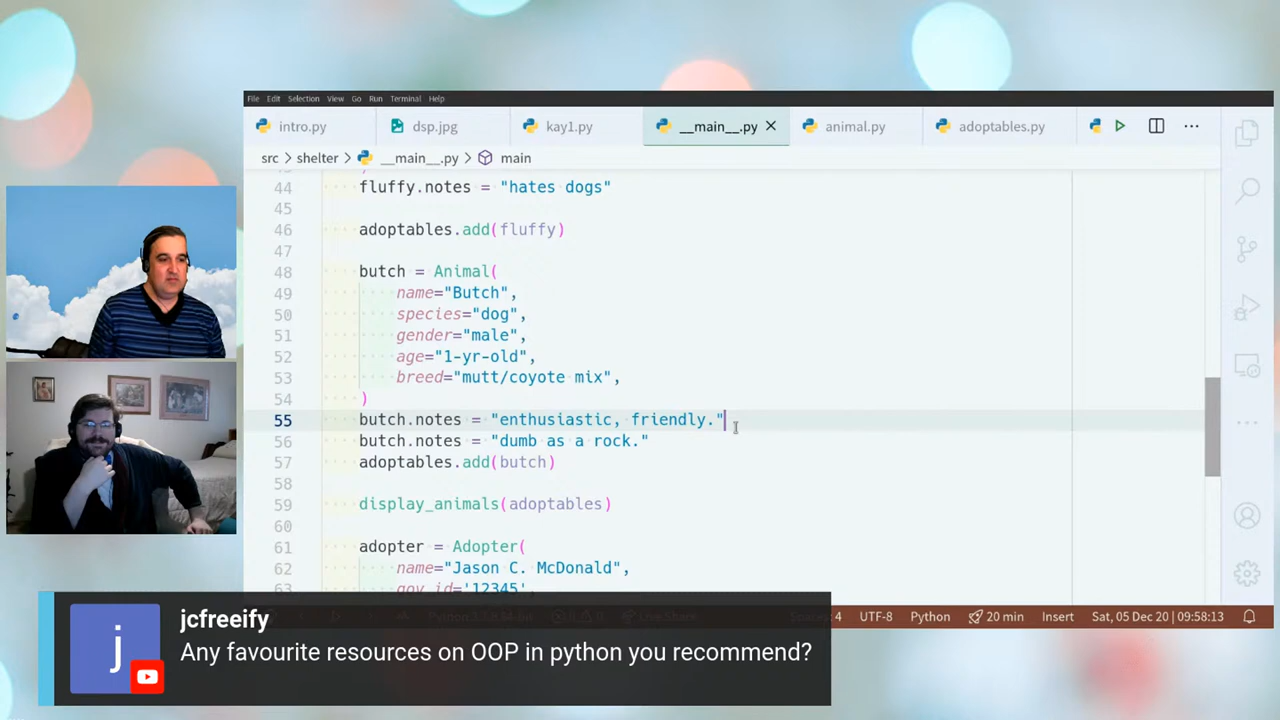 File Edit Selection View Go Run Terminal Help
intro.py dsp.jpg kay1.py __main__.py animal.py adoptables.py
src > shelter > __main__.py > main
44 fluffy.notes = "hates dogs"
45
46 adoptables.add(fluffy)
47
48 butch = Animal(
49 name="Butch",
50 species="dog",
51 gender="male",
52 age="1-yr-old",
53 breed="mutt/coyote mix",
54 )
55 butch.notes = "enthusiastic, friendly."
56 butch.notes = "dumb as a rock."
57 adoptables.add(butch)
58
59 display_animals(adoptables)
60
61 adopter = Adopter(
62 name="Jason C. McDonald",
63 gov_id='12345',
4 UTF-8 Python 20 min Insert Sat, 05 Dec 20, 09:58:13
j
jcfreeify
Any favourite resources on OOP in python you recommend?